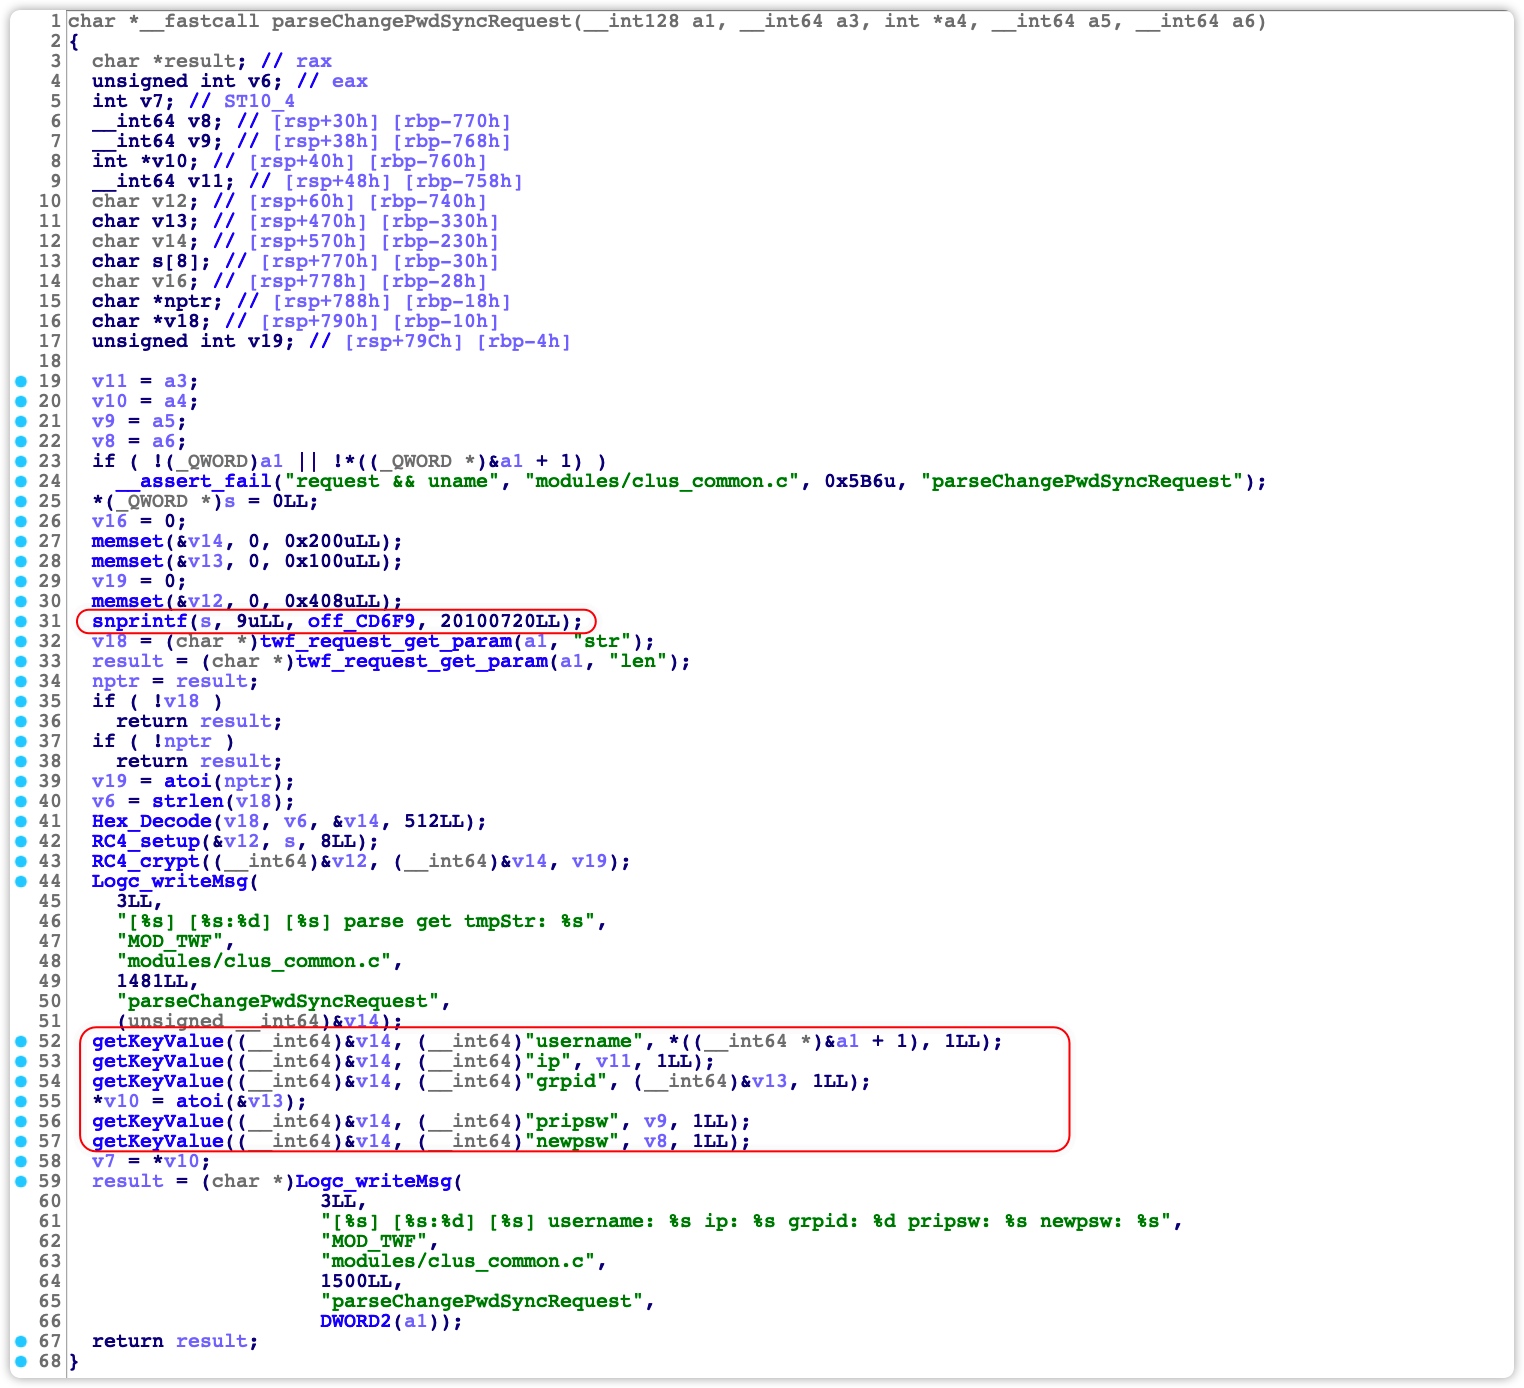 1 char *__fastcall parseChangePwdSyncRequest(__int128 a1, __int64 a3, int *a4, __int64 a5, __int64 a6)
2 {
3   char *result; // rax
4   unsigned int v6; // eax
5   int v7; // ST10_4
6   __int64 v8; // [rsp+30h] [rbp-770h]
7   __int64 v9; // [rsp+38h] [rbp-768h]
8   int *v10; // [rsp+40h] [rbp-760h]
9   __int64 v11; // [rsp+48h] [rbp-758h]
10   char v12; // [rsp+60h] [rbp-740h]
11   char v13; // [rsp+470h] [rbp-330h]
12   char v14; // [rsp+570h] [rbp-230h]
13   char s[8]; // [rsp+770h] [rbp-30h]
14   char v16; // [rsp+778h] [rbp-28h]
15   char *nptr; // [rsp+788h] [rbp-18h]
16   char *v18; // [rsp+790h] [rbp-10h]
17   unsigned int v19; // [rsp+79Ch] [rbp-4h]
18
19   v11 = a3;
20   v10 = a4;
21   v9 = a5;
22   v8 = a6;
23   if ( !(_QWORD)a1 || !*((_QWORD *)&a1 + 1) )
24     __assert_fail("request && uname", "modules/clus_common.c", 0x5B6u, "parseChangePwdSyncRequest");
25   *(_QWORD *)s = 0LL;
26   v16 = 0;
27   memset(&v14, 0, 0x200uLL);
28   memset(&v13, 0, 0x100uLL);
29   v19 = 0;
30   memset(&v12, 0, 0x408uLL);
31   snprintf(s, 9uLL, off_CD6F9, 20100720LL);
32   v18 = (char *)twf_request_get_param(a1, "str");
33   result = (char *)twf_request_get_param(a1, "len");
34   nptr = result;
35   if ( !v18 )
36     return result;
37   if ( !nptr )
38     return result;
39   v19 = atoi(nptr);
40   v6 = strlen(v18);
41   Hex_Decode(v18, v6, &v14, 512LL);
42   RC4_setup(&v12, s, 8LL);
43   RC4_crypt((__int64)&v12, (__int64)&v14, v19);
44   Logc_writeMsg(
45     3LL,
46     "[%s] [%s:%d] [%s] parse get tmpStr: %s",
47     "MOD_TWF",
48     "modules/clus_common.c",
49     1481LL,
50     "parseChangePwdSyncRequest",
51     (unsigned __int64)&v14);
52   getKeyValue((__int64)&v14, (__int64)"username", *((__int64 *)&a1 + 1), 1LL);
53   getKeyValue((__int64)&v14, (__int64)"ip", v11, 1LL);
54   getKeyValue((__int64)&v14, (__int64)"grpid", (__int64)&v13, 1LL);
55   *v10 = atoi(&v13);
56   getKeyValue((__int64)&v14, (__int64)"pripsw", v9, 1LL);
57   getKeyValue((__int64)&v14, (__int64)"newpsw", v8, 1LL);
58   v7 = *v10;
59   result = (char *)Logc_writeMsg(
60                      3LL,
61                      "[%s] [%s:%d] [%s] username: %s ip: %s grpid: %d pripsw: %s newpsw: %s",
62                      "MOD_TWF",
63                      "modules/clus_common.c",
64                      1500LL,
65                      "parseChangePwdSyncRequest",
66                      DWORD2(a1));
67   return result;
68 }